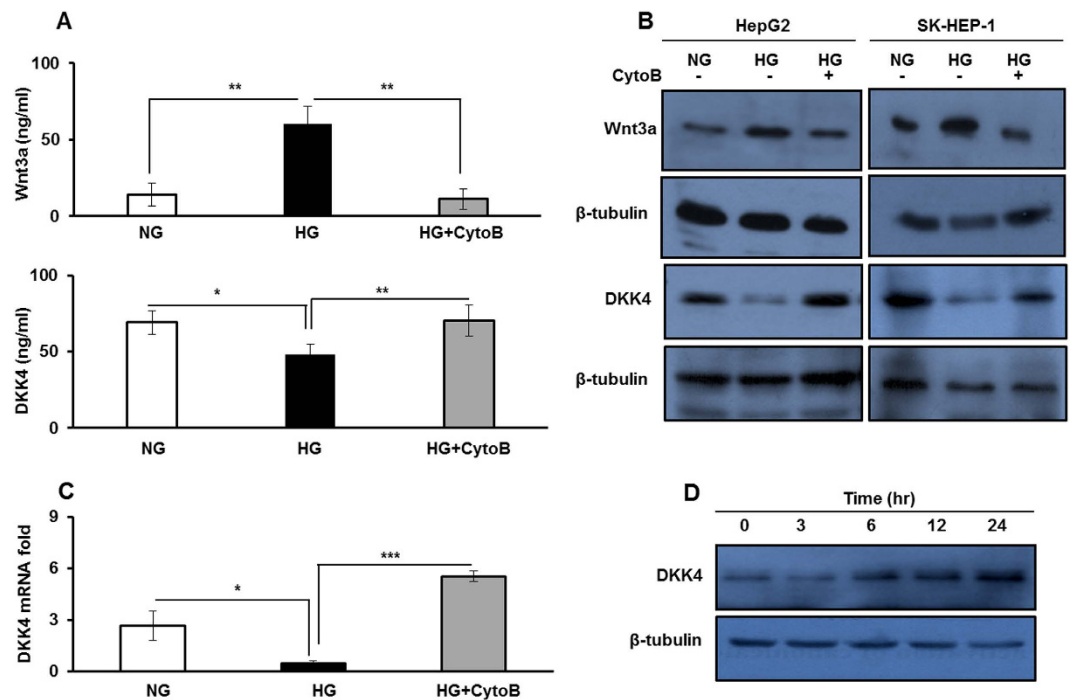 A
Wnt3a (ng/ml)
100
50
0
**
**
NG
HG
HG+CytoB
DKK4 (ng/ml)
100
50
0
*
**
NG
HG
HG+CytoB
B
HepG2
SK-HEP-1
NG HG HG NG HG HG
CytoB - - + - - +
Wnt3a
β-tubulin
DKK4
β-tubulin
C
DKK4 mRNA fold
9
6
3
0
*
***
NG
HG
HG+CytoB
D
Time (hr)
0 3 6 12 24
DKK4
β-tubulin